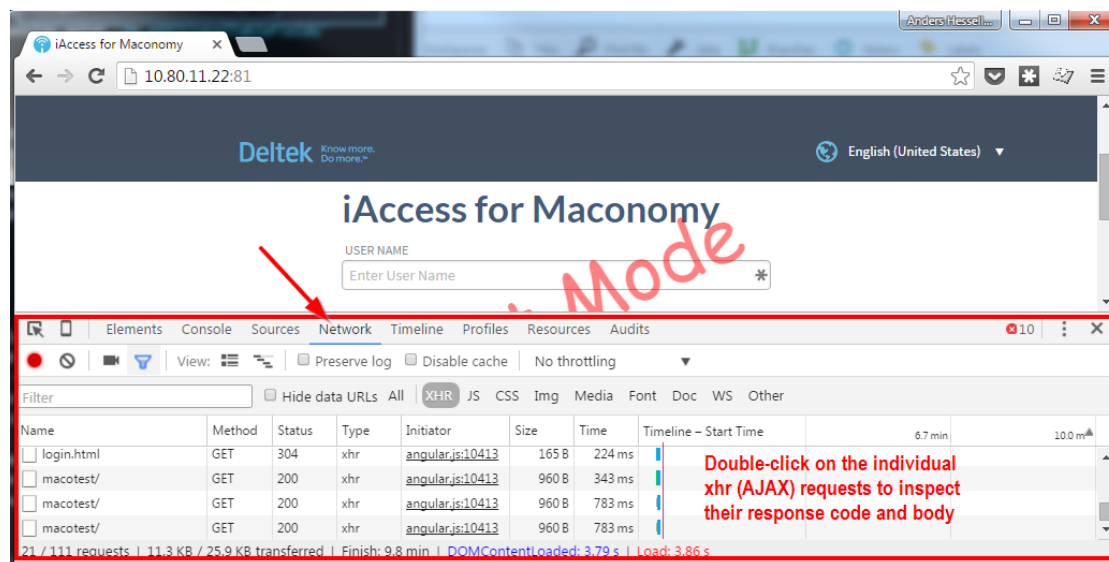 Anders Hessell...
iAccess for Maconomy
10.80.11.22:81
Deltek Know more.
Do more.™
English (United States)
iAccess for Maconomy
USER NAME
Enter User Name
Mode
Elements Console Sources Network Timeline Profiles Resources Audits 10
View: Preserve log Disable cache No throttling
Filter Hide data URLs All XHR JS CSS Img Media Font Doc WS Other
Name Method Status Type Initiator Size Time Timeline – Start Time 6.7 min 10.0 m
login.html GET 304 xhr angular.js:10413 165 B 224 ms
macotest/ GET 200 xhr angular.js:10413 960 B 343 ms
macotest/ GET 200 xhr angular.js:10413 960 B 783 ms
macotest/ GET 200 xhr angular.js:10413 960 B 783 ms
Double-click on the individual
xhr (AJAX) requests to inspect
their response code and body
21 / 111 requests | 11.3 KB / 25.9 KB transferred | Finish: 9.8 min | DOMContentLoaded: 3.79 s | Load: 3.86 s